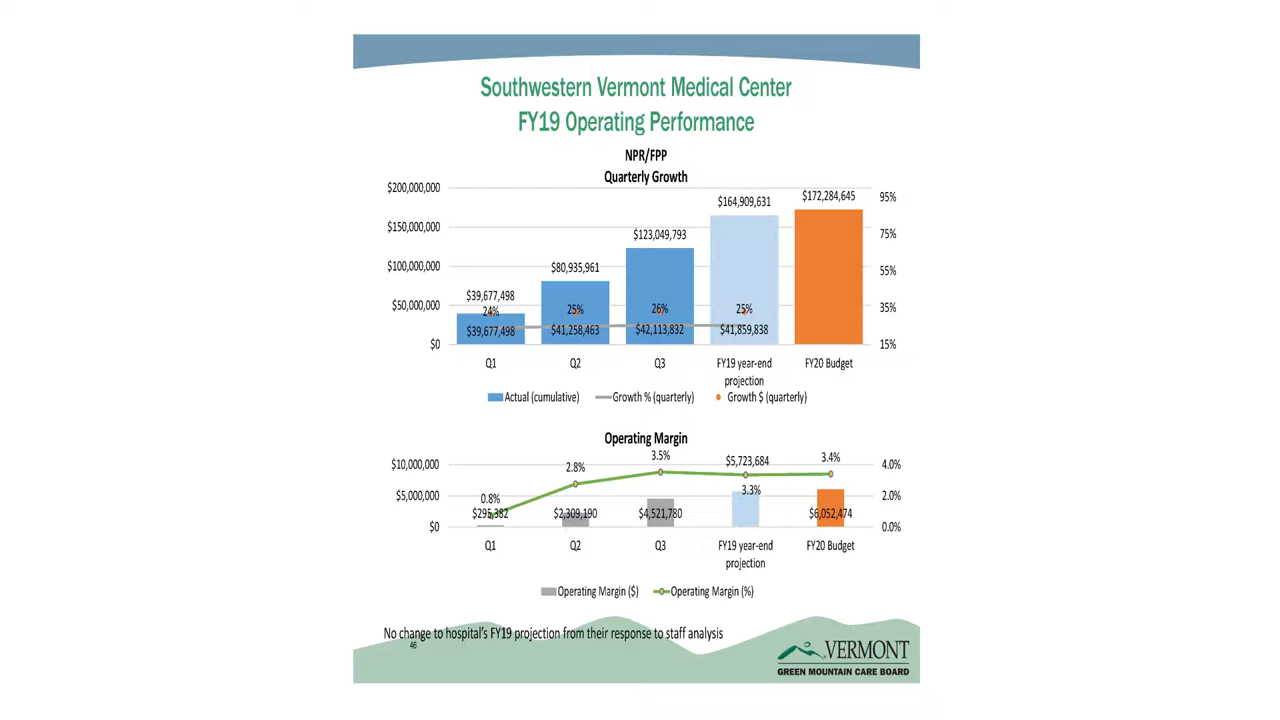 Southwestern Vermont Medical Center
FY19 Operating Performance
NPR/FPP
Quarterly Growth
$200,000,000
$150,000,000
$100,000,000
$50,000,000
$0
$39,677,498
$80,935,961
$123,049,793
$164,909,631
$172,284,645
24%
25%
26%
25%
$39,677,498
$41,258,463
$42,113,832
$41,859,838
95%
75%
55%
35%
15%
Q1
Q2
Q3
FY19 year-end
projection
FY20 Budget
Actual (cumulative)
Growth % (quarterly)
Growth $ (quarterly)
Operating Margin
$10,000,000
$5,000,000
$0
0.8%
2.8%
3.5%
$5,723,684
3.3%
3.4%
$295,382
$2,309,190
$4,521,780
$6,052,474
4.0%
2.0%
0.0%
Q1
Q2
Q3
FY19 year-end
projection
FY20 Budget
Operating Margin ($)
Operating Margin (%)
No change to hospital's FY19 projection from their response to staff analysis
46
VERMONT
GREEN MOUNTAIN CARE BOARD